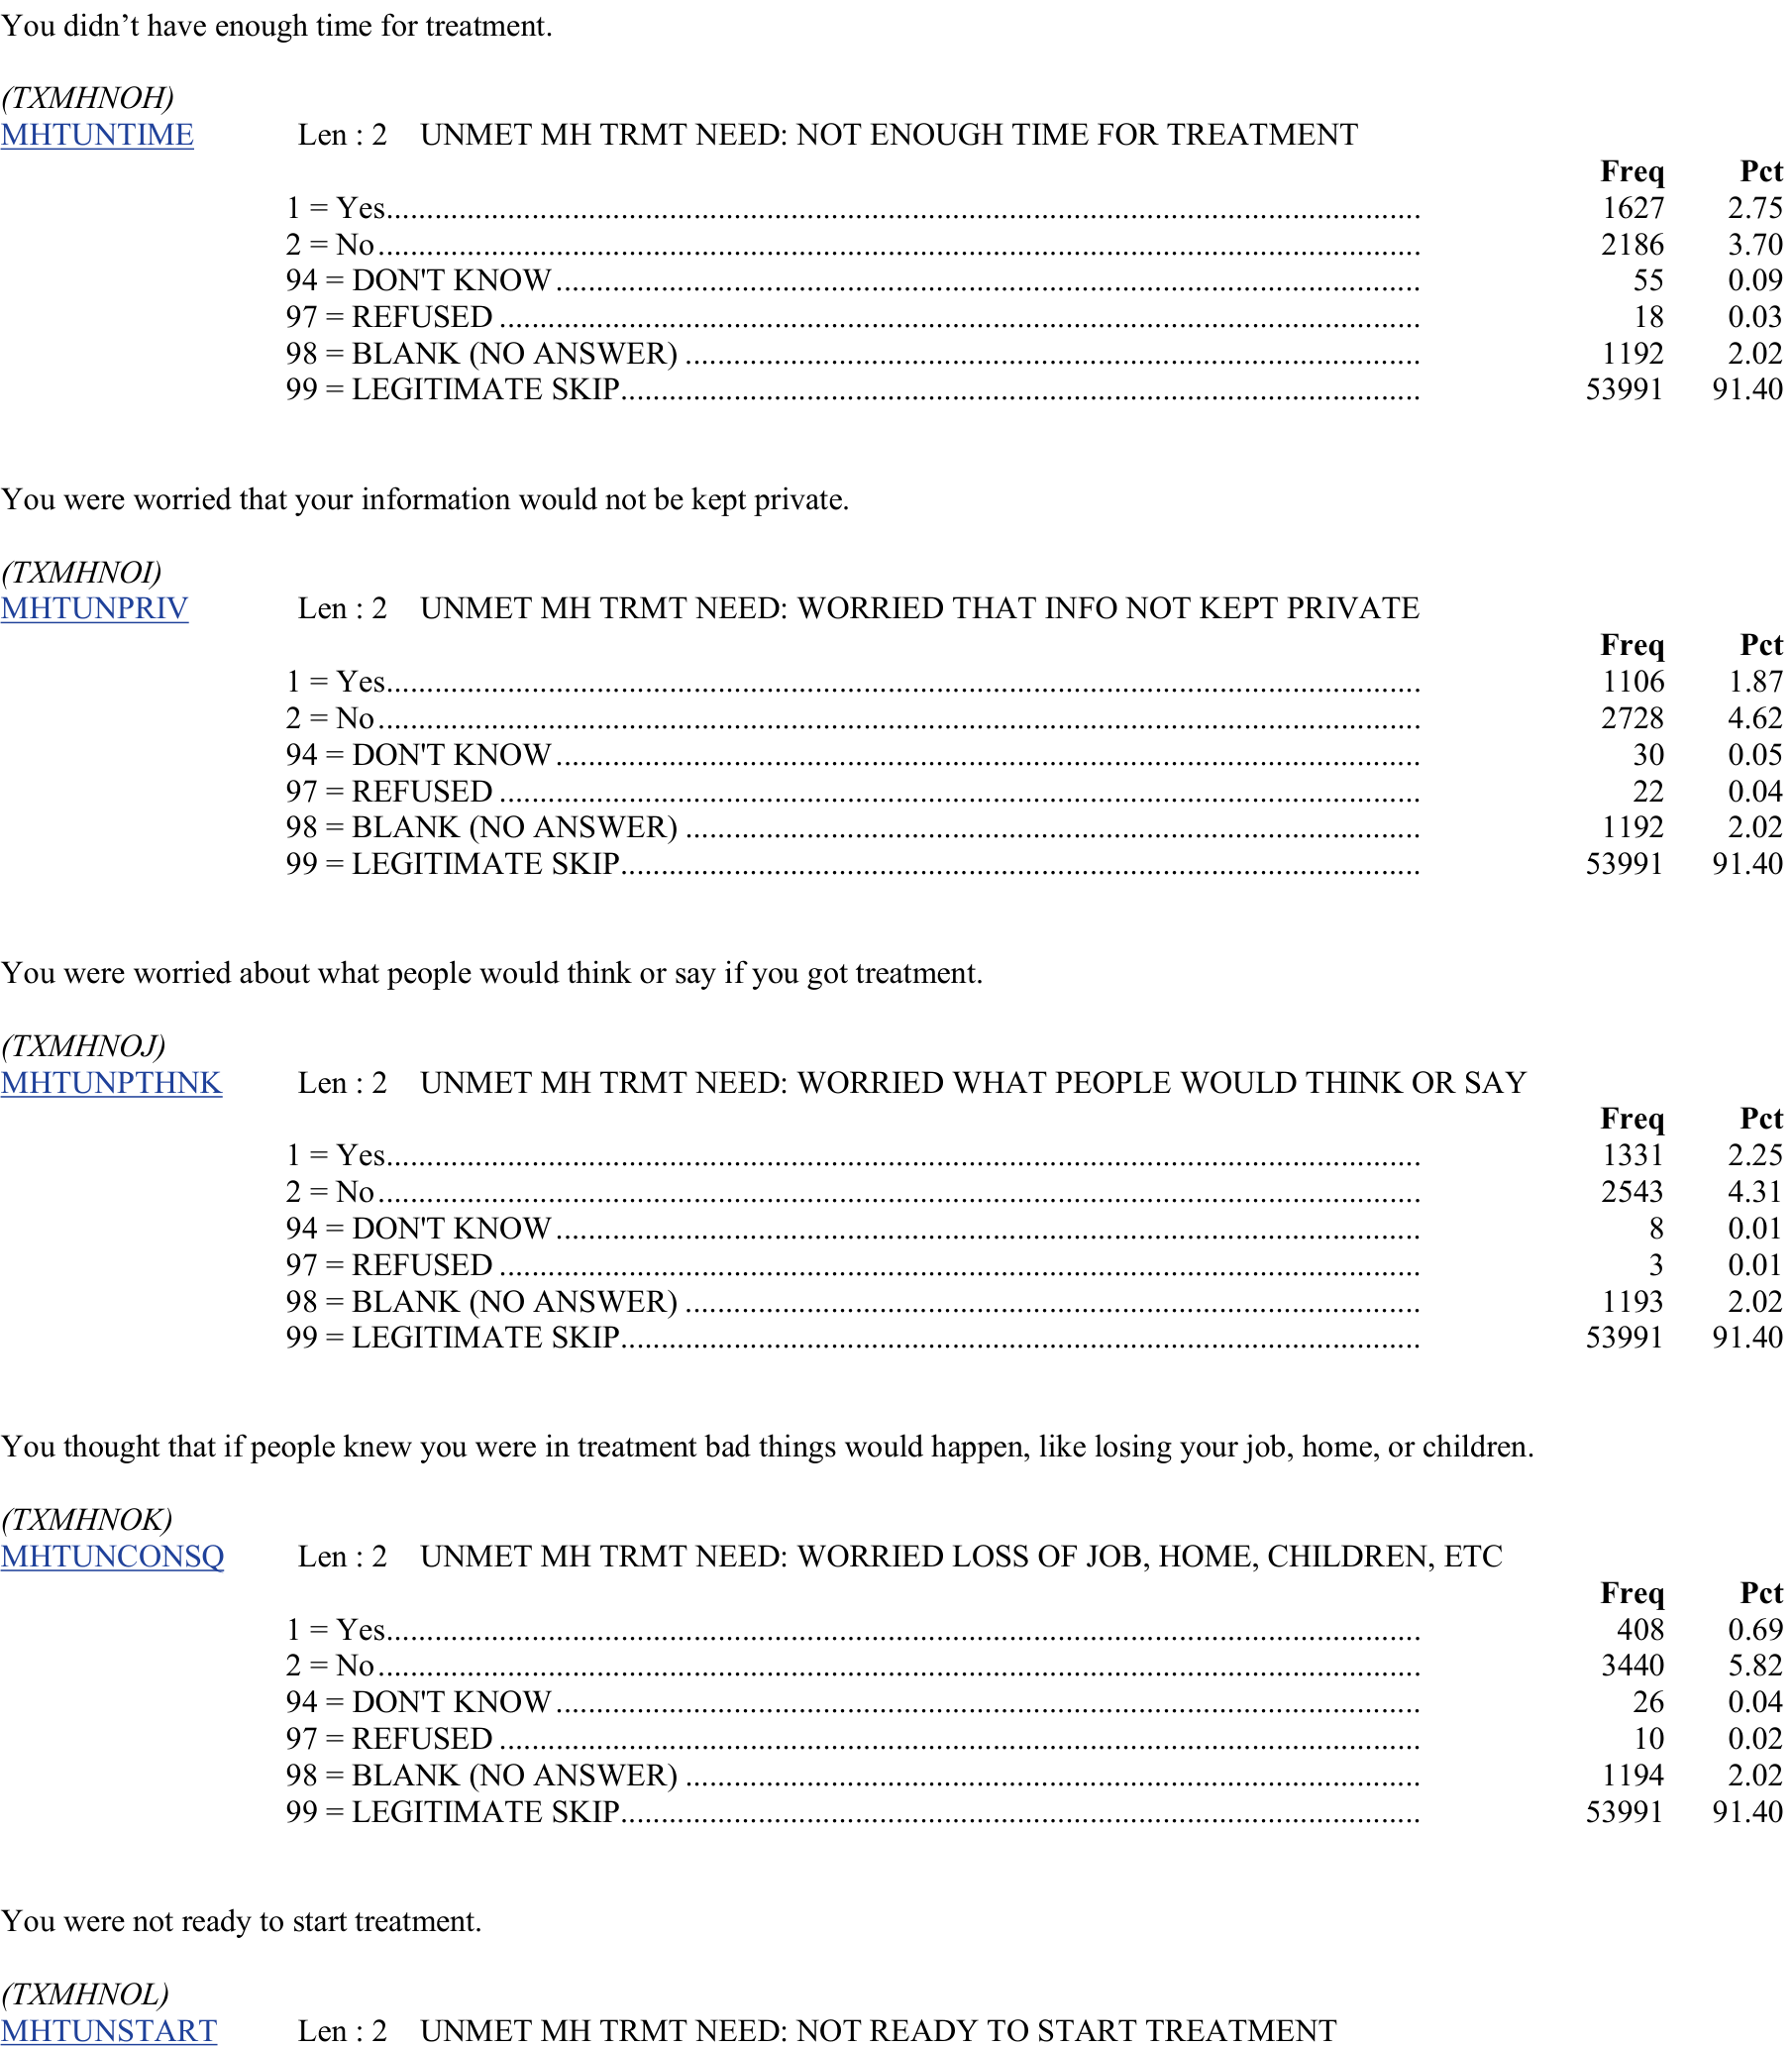 You didn’t have enough time for treatment.
(TXMHNOH)
MHTUNTIME Len : 2 UNMET MH TRMT NEED: NOT ENOUGH TIME FOR TREATMENT
Freq Pct
1 = Yes 1627 2.75
2 = No 2186 3.70
94 = DON'T KNOW 55 0.09
97 = REFUSED 18 0.03
98 = BLANK (NO ANSWER) 1192 2.02
99 = LEGITIMATE SKIP 53991 91.40
You were worried that your information would not be kept private.
(TXMHNOI)
MHTUNPRIV Len : 2 UNMET MH TRMT NEED: WORRIED THAT INFO NOT KEPT PRIVATE
Freq Pct
1 = Yes 1106 1.87
2 = No 2728 4.62
94 = DON'T KNOW 30 0.05
97 = REFUSED 22 0.04
98 = BLANK (NO ANSWER) 1192 2.02
99 = LEGITIMATE SKIP 53991 91.40
You were worried about what people would think or say if you got treatment.
(TXMHNOJ)
MHTUNPTHNK Len : 2 UNMET MH TRMT NEED: WORRIED WHAT PEOPLE WOULD THINK OR SAY
Freq Pct
1 = Yes 1331 2.25
2 = No 2543 4.31
94 = DON'T KNOW 8 0.01
97 = REFUSED 3 0.01
98 = BLANK (NO ANSWER) 1193 2.02
99 = LEGITIMATE SKIP 53991 91.40
You thought that if people knew you were in treatment bad things would happen, like losing your job, home, or children.
(TXMHNOK)
MHTUNCONSQ Len : 2 UNMET MH TRMT NEED: WORRIED LOSS OF JOB, HOME, CHILDREN, ETC
Freq Pct
1 = Yes 408 0.69
2 = No 3440 5.82
94 = DON'T KNOW 26 0.04
97 = REFUSED 10 0.02
98 = BLANK (NO ANSWER) 1194 2.02
99 = LEGITIMATE SKIP 53991 91.40
You were not ready to start treatment.
(TXMHNOL)
MHTUNSTART Len : 2 UNMET MH TRMT NEED: NOT READY TO START TREATMENT